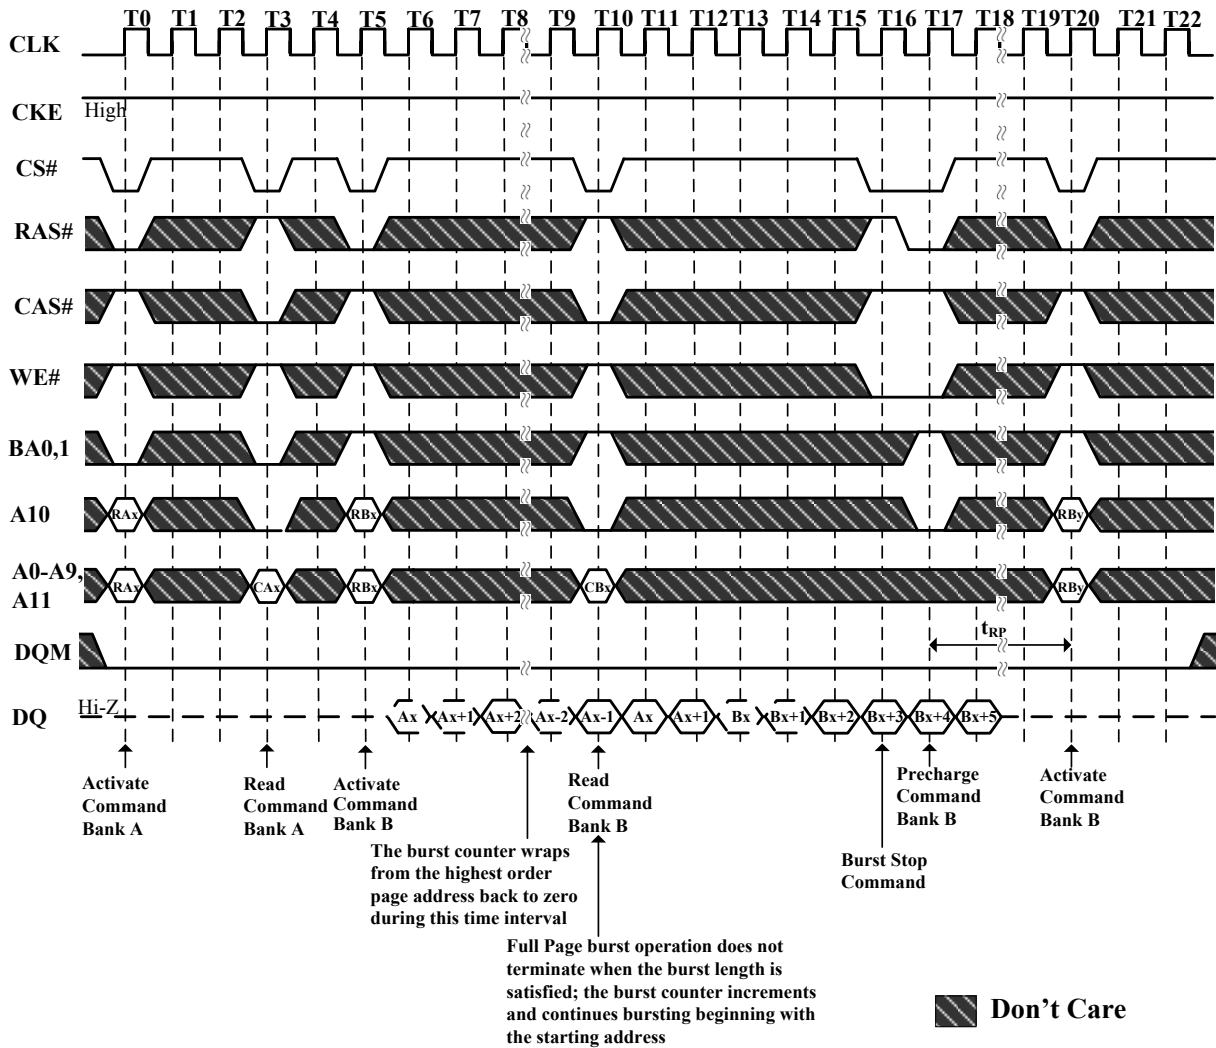 T0 T1 T2 T3 T4 T5 T6 T7 T8 T9 T10 T11 T12 T13 T14 T15 T16 T17 T18 T19 T20 T21 T22
CLK
CKE High
CS#
RAS#
CAS#
WE#
BA0,1
A10 RAx RBx RBy
A0-A9,
A11 RAx CAx RBx CBx RBy
tRP
DQM
DQ Hi-Z Ax Ax+1 Ax+2 Ax-2 Ax-1 Ax Ax+1 Bx Bx+1 Bx+2 Bx+3 Bx+4 Bx+5
Activate
Command
Bank A
Read
Command
Bank A
Activate
Command
Bank B
Read
Command
Bank B
Precharge
Command
Bank B
Activate
Command
Bank B
The burst counter wraps
from the highest order
page address back to zero
during this time interval
Burst Stop
Command
Full Page burst operation does not
terminate when the burst length is
satisfied; the burst counter increments
and continues bursting beginning with
the starting address
Don't Care